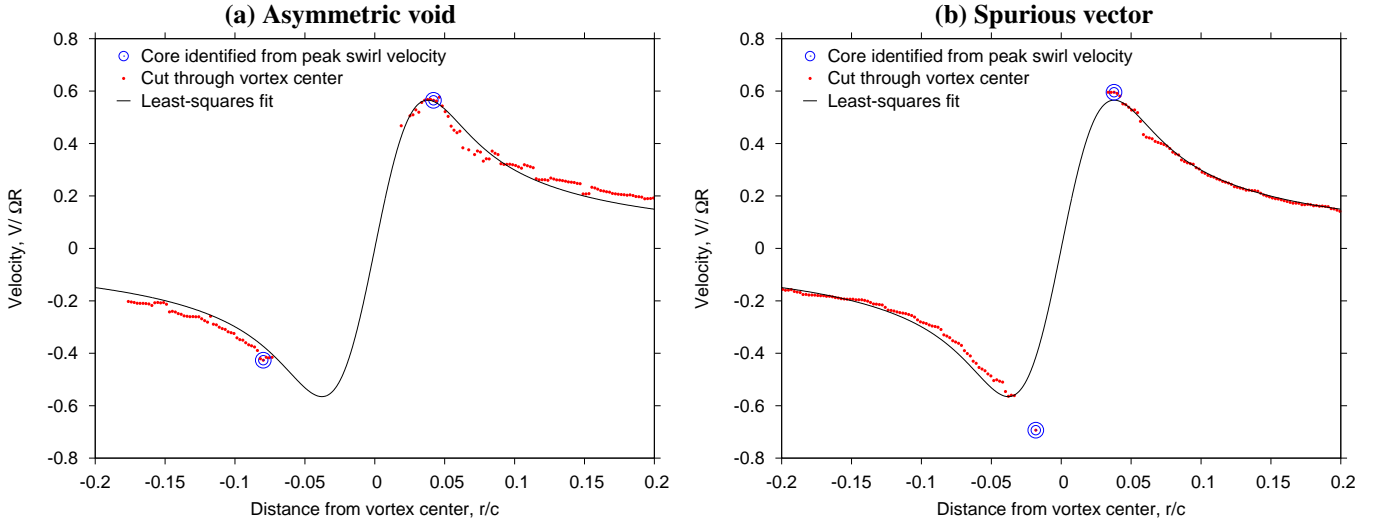 (a) Asymmetric void
Core identified from peak swirl velocity
Cut through vortex center
Least-squares fit
0.8
0.6
0.4
0.2
0
-0.2
-0.4
-0.6
-0.8
Velocity, V/ ΩR
-0.2 -0.15 -0.1 -0.05 0 0.05 0.1 0.15 0.2
Distance from vortex center, r/c
(b) Spurious vector
Core identified from peak swirl velocity
Cut through vortex center
Least-squares fit
0.8
0.6
0.4
0.2
0
-0.2
-0.4
-0.6
-0.8
Velocity, V/ ΩR
-0.2 -0.15 -0.1 -0.05 0 0.05 0.1 0.15 0.2
Distance from vortex center, r/c